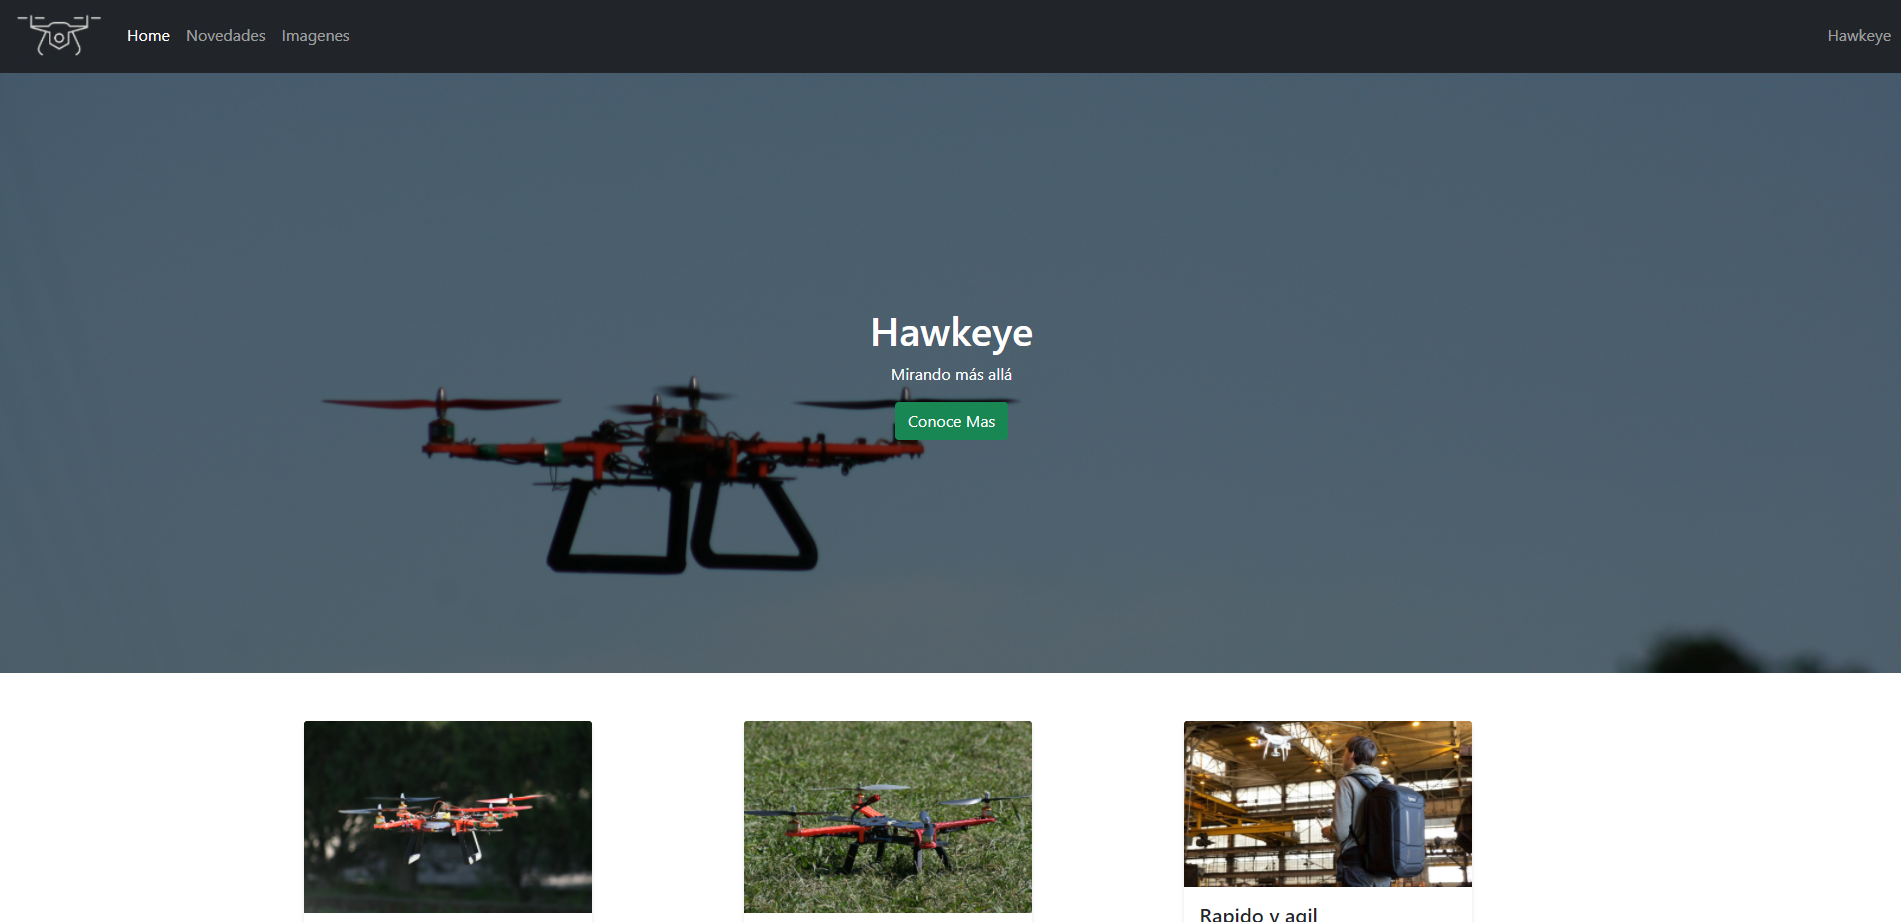 Home Novedades Imagenes Hawkeye
Hawkeye
Mirando más allá
Conoce Mas
Rapido y agil